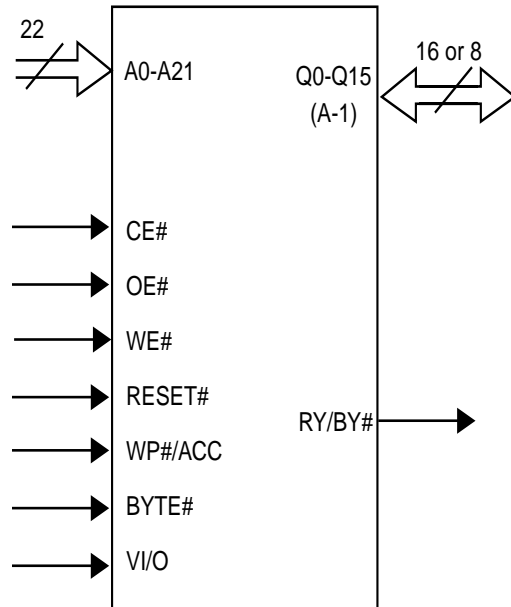 22
16 or 8
A0-A21
Q0-Q15
(A-1)
CE#
OE#
WE#
RESET#
RY/BY#
WP#/ACC
BYTE#
VI/O